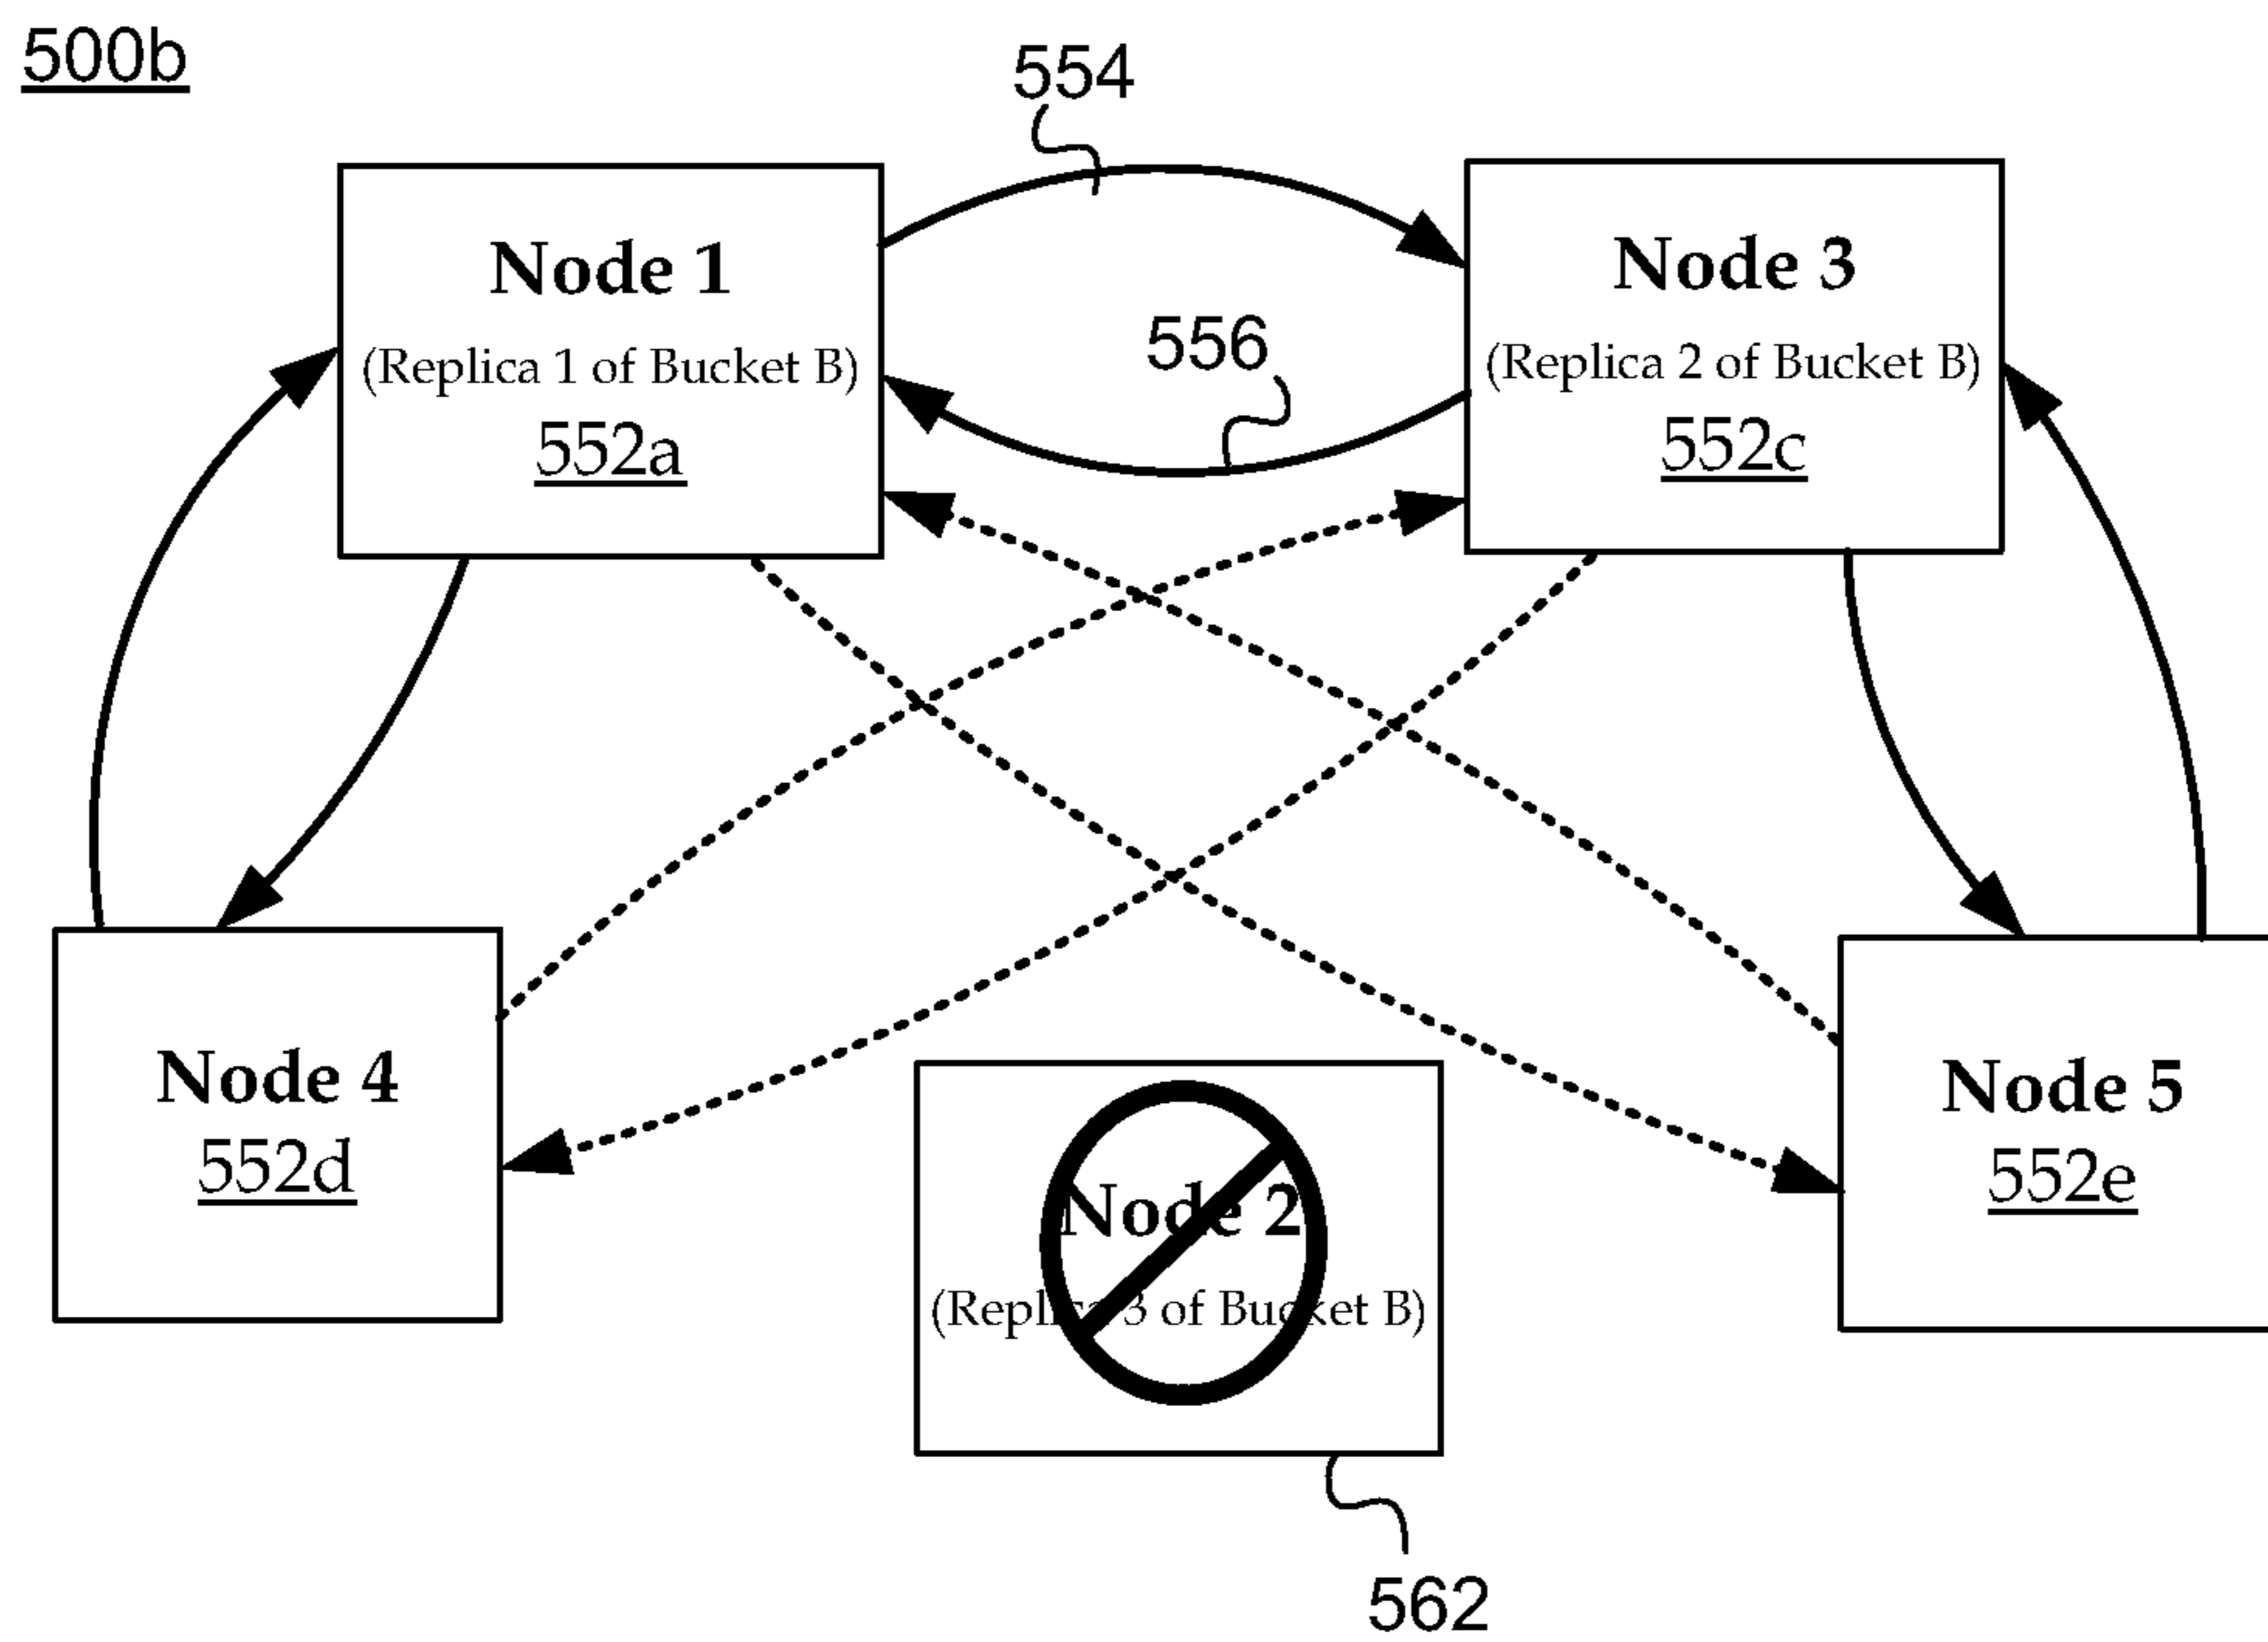 500b
554
Node 1
(Replica 1 of Bucket B)
552a
556
Node 3
(Replica 2 of Bucket B)
552c
Node 4
552d
Node 2
(Replica 3 of Bucket B)
Node 5
552e
562